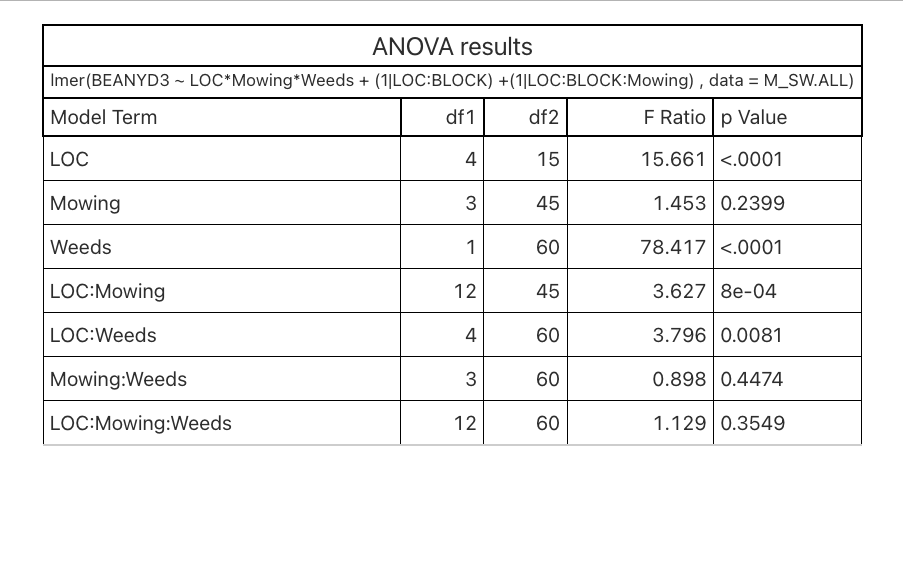 ANOVA results
lmer(BEANYD3 ~ LOC*Mowing*Weeds + (1|LOC:BLOCK) +(1|LOC:BLOCK:Mowing) , data = M_SW.ALL)
Model Term df1 df2 F Ratio p Value
LOC 4 15 15.661 <.0001
Mowing 3 45 1.453 0.2399
Weeds 1 60 78.417 <.0001
LOC:Mowing 12 45 3.627 8e-04
LOC:Weeds 4 60 3.796 0.0081
Mowing:Weeds 3 60 0.898 0.4474
LOC:Mowing:Weeds 12 60 1.129 0.3549